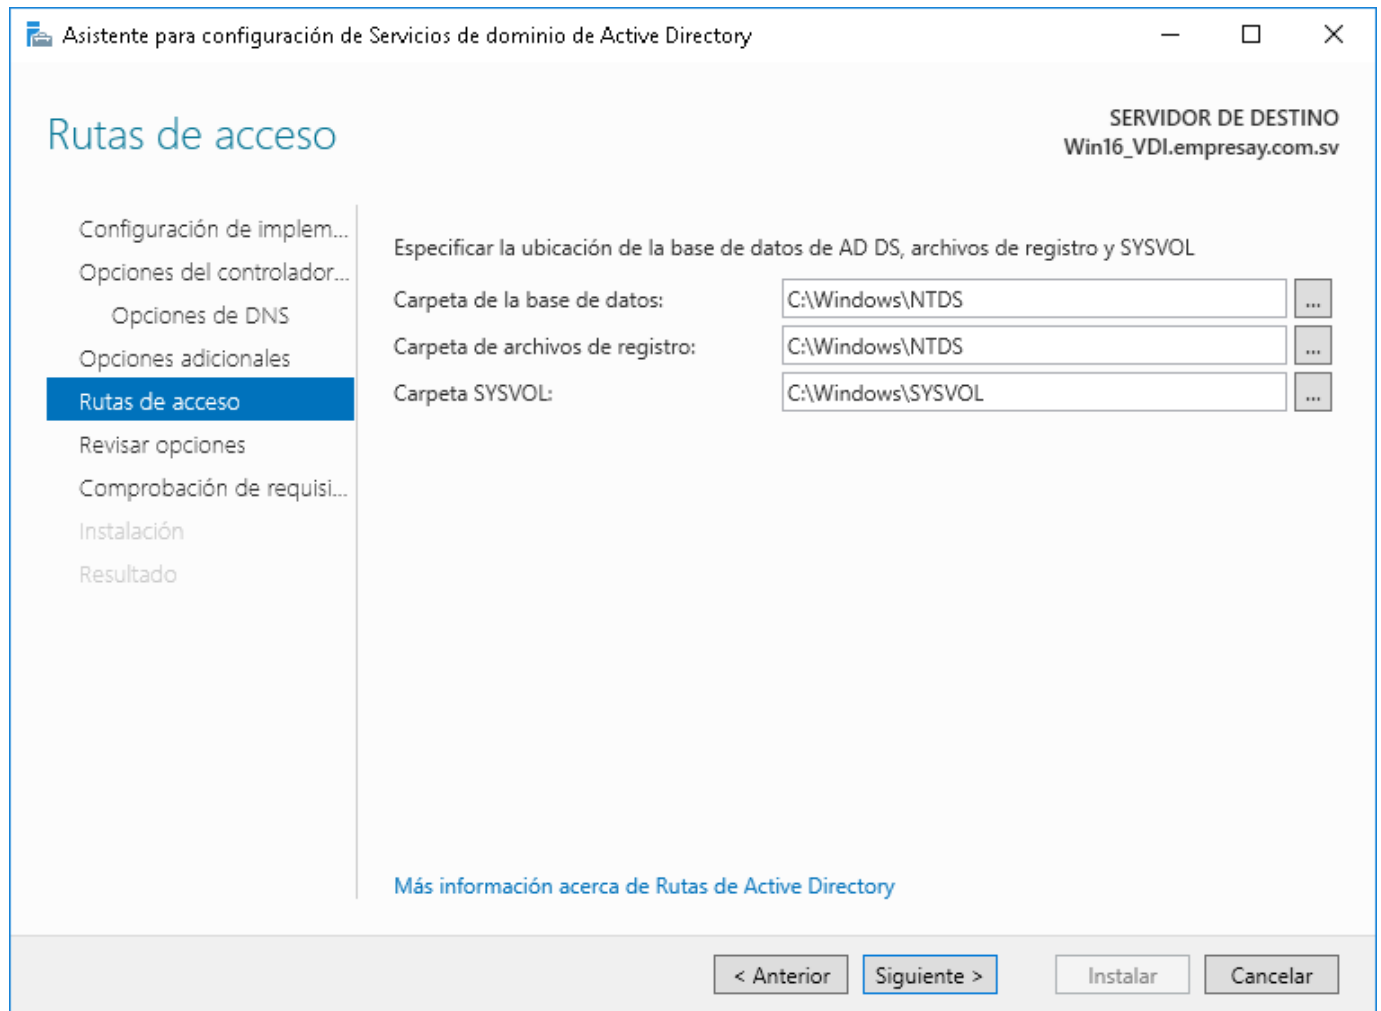 Asistente para configuración de Servicios de dominio de Active Directory
Rutas de acceso
SERVIDOR DE DESTINO
Win16_VDI.empresay.com.sv
Configuración de implem...
Opciones del controlador...
Opciones de DNS
Opciones adicionales
Rutas de acceso
Revisar opciones
Comprobación de requisi...
Instalación
Resultado
Especificar la ubicación de la base de datos de AD DS, archivos de registro y SYSVOL
Carpeta de la base de datos: C:\Windows\NTDS ...
Carpeta de archivos de registro: C:\Windows\NTDS ...
Carpeta SYSVOL: C:\Windows\SYSVOL ...
Más información acerca de Rutas de Active Directory
< Anterior Siguiente > Instalar Cancelar